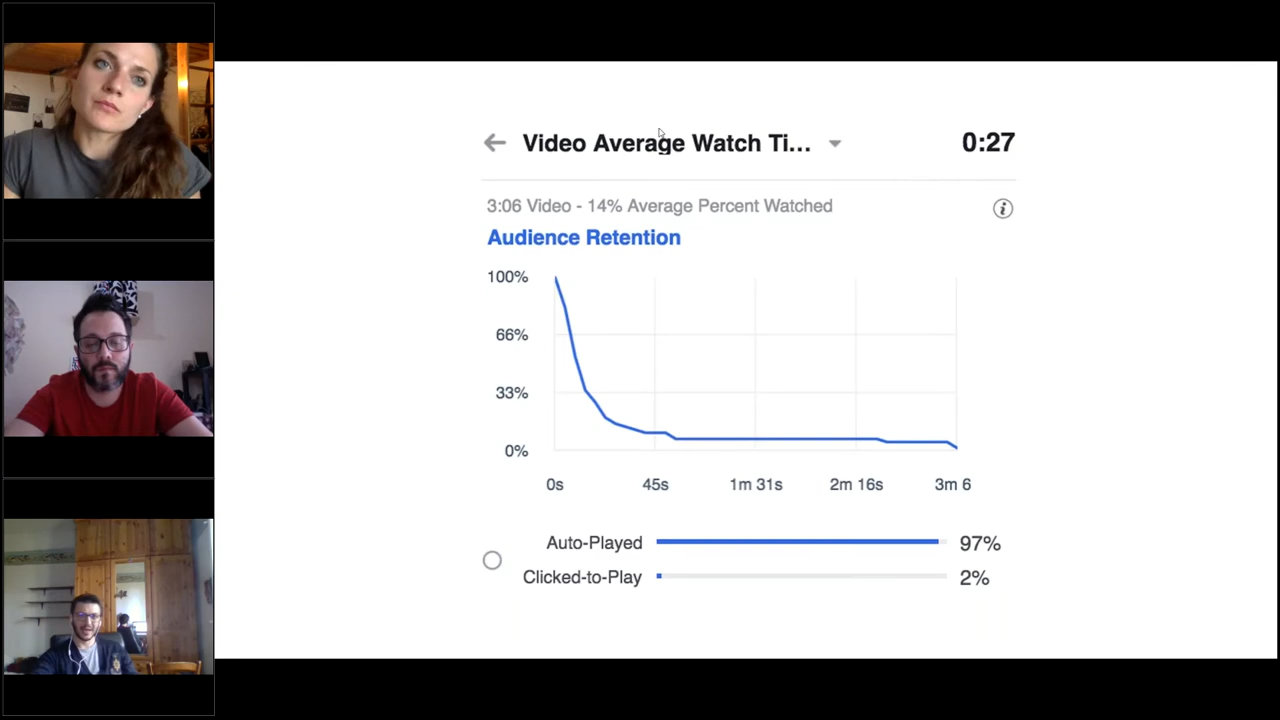 Video Average Watch Ti...
0:27
3:06 Video - 14% Average Percent Watched
Audience Retention
100%
66%
33%
0%
0s 45s 1m 31s 2m 16s 3m 6
Auto-Played 97%
Clicked-to-Play 2%